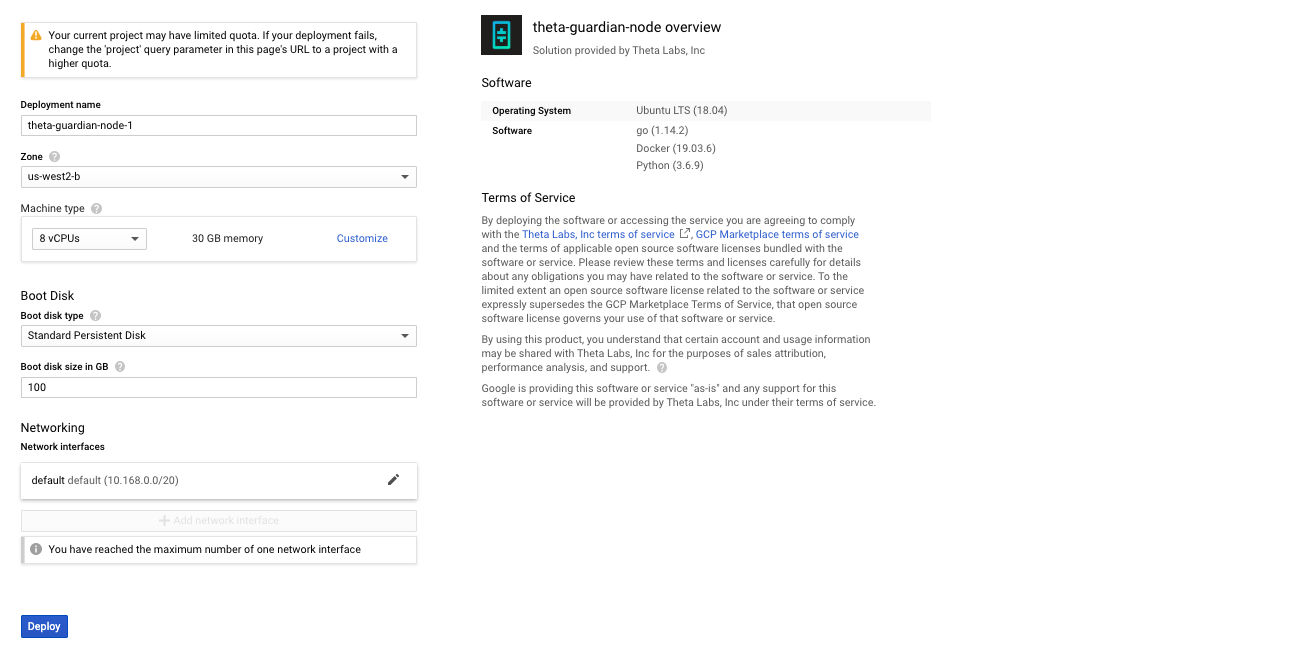 Your current project may have limited quota. If your deployment fails,
change the 'project' query parameter in this page's URL to a project with a
higher quota.
Deployment name
theta-guardian-node-1
Zone
us-west2-b
Machine type
8 vCPUs 30 GB memory Customize
Boot Disk
Boot disk type
Standard Persistent Disk
Boot disk size in GB
100
Networking
Network interfaces
default default (10.168.0.0/20)
Add network interface
You have reached the maximum number of one network interface
Deploy
theta-guardian-node overview
Solution provided by Theta Labs, Inc
Software
Operating System Ubuntu LTS (18.04)
Software go (1.14.2)
Docker (19.03.6)
Python (3.6.9)
Terms of Service
By deploying the software or accessing the service you are agreeing to comply
with the Theta Labs, Inc terms of service , GCP Marketplace terms of service
and the terms of applicable open source software licenses bundled with the
software or service. Please review these terms and licenses carefully for details
about any obligations you may have related to the software or service. To the
limited extent an open source software license related to the software or service
expressly supersedes the GCP Marketplace Terms of Service, that open source
software license governs your use of that software or service.
By using this product, you understand that certain account and usage information
may be shared with Theta Labs, Inc for the purposes of sales attribution,
performance analysis, and support.
Google is providing this software or service "as-is" and any support for this
software or service will be provided by Theta Labs, Inc under their terms of service.